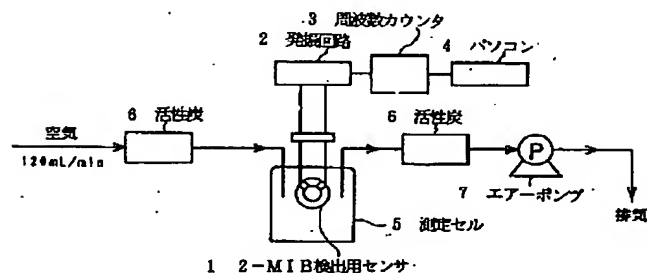 3 周波数カウンタ
2 発振回路
4 パソコン
6 活性炭
6 活性炭
空気
120mL/min
P
7 エアーポンプ
排気
5 測定セル
1 2-MIB検出用センサ